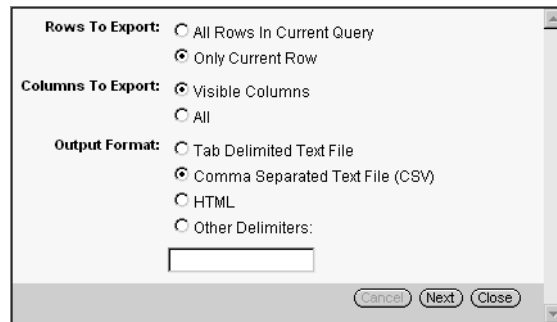 Rows To Export: All Rows In Current Query
Only Current Row
Columns To Export: Visible Columns
All
Output Format: Tab Delimited Text File
Comma Separated Text File (CSV)
HTML
Other Delimiters:
Cancel Next Close